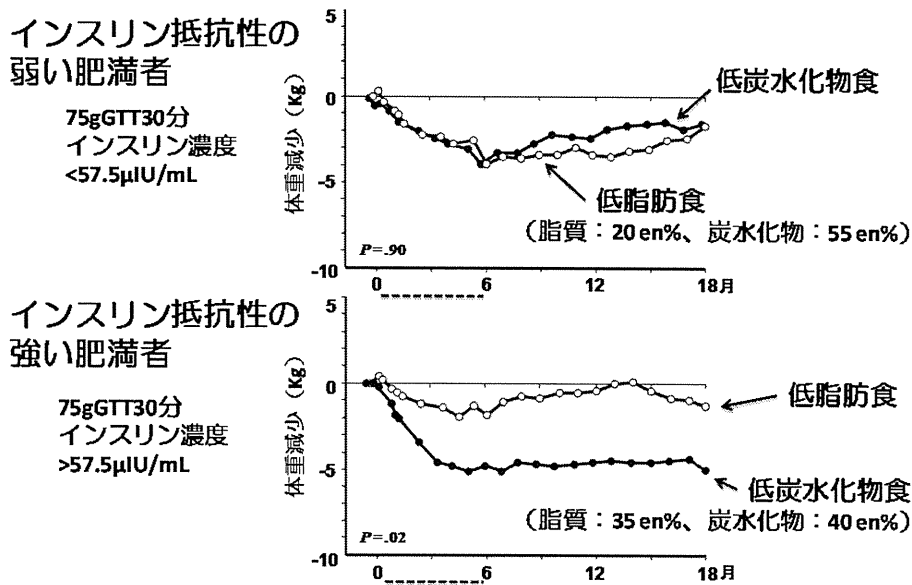 インスリン抵抗性の
弱い肥満者
75gGTT30分
インスリン濃度
<57.5µIU/mL
体重減少（Kg）
5
0
-5
-10
低炭水化物食
低脂肪食
（脂質：20 en%、炭水化物：55 en%）
P=.90
0 6 12 18月
インスリン抵抗性の
強い肥満者
75gGTT30分
インスリン濃度
>57.5µIU/mL
体重減少（Kg）
5
0
-5
-10
低脂肪食
低炭水化物食
（脂質：35 en%、炭水化物：40 en%）
P=.02
0 6 12 18月